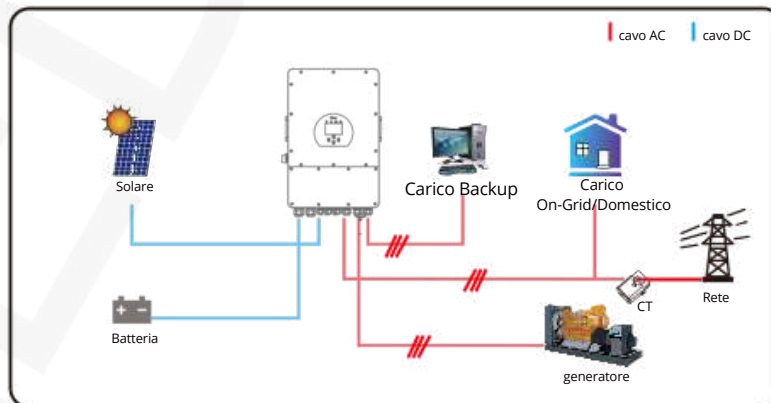 cavo AC
cavo DC
Solare
Carico Backup
Carico
On-Grid/Domestico
CT
Rete
Batteria
generatore